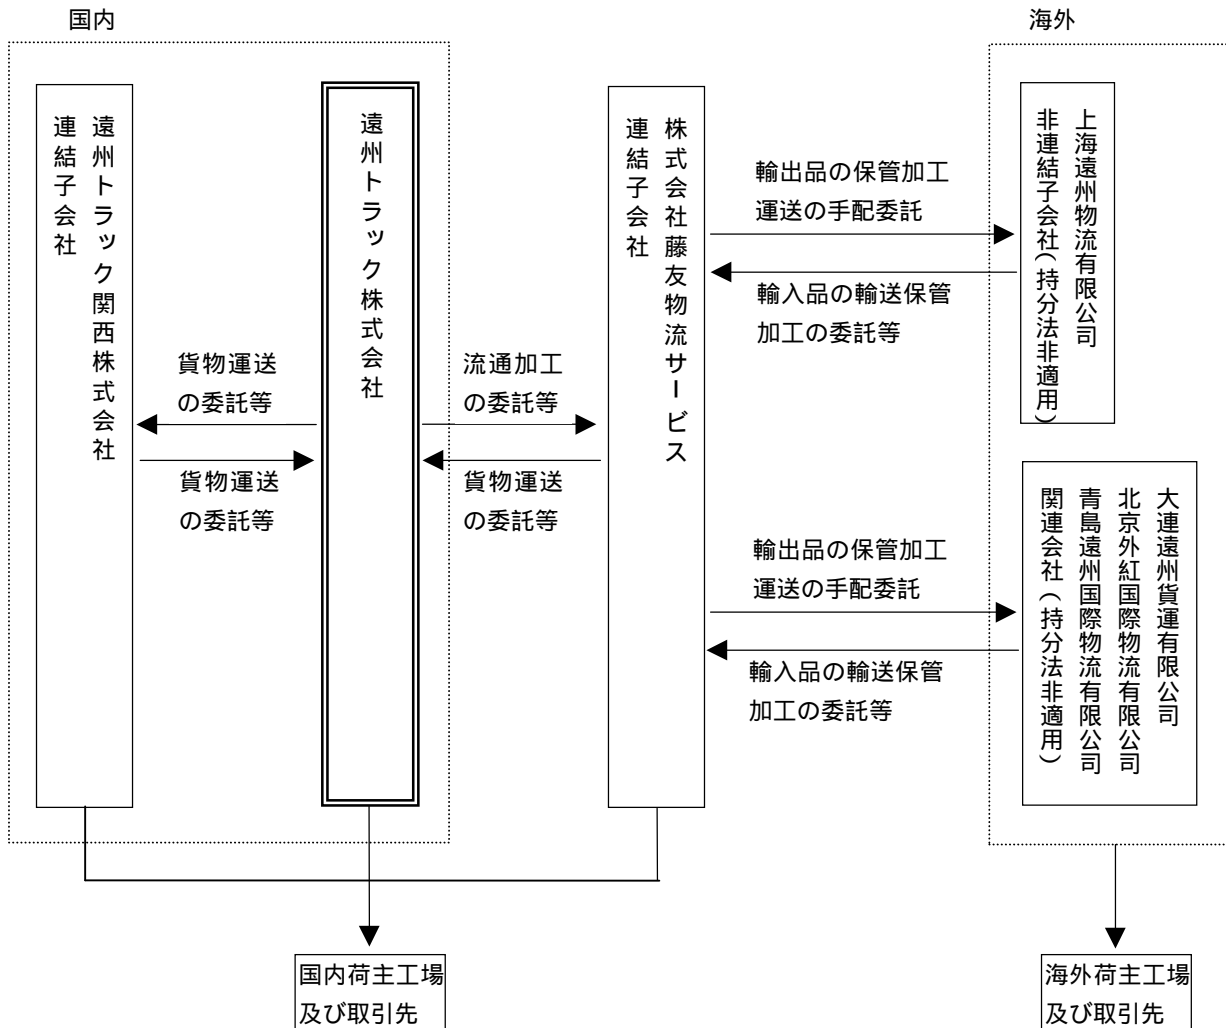 国内
海外
遠州トラック関西株式会社
連結子会社
遠州トラック株式会社
株式会社藤友物流サービス
連結子会社
上海遠州物流有限公司
非連結子会社(持分法非適用)
輸出品の保管加工
運送の手配委託
輸入品の輸送保管
加工の委託等
貨物運送
の委託等
流通加工
の委託等
貨物運送
の委託等
貨物運送
の委託等
大連遠州貨運有限公司
北京外紅国際物流有限公司
青島遠州国際物流有限公司
関連会社(持分法非適用)
輸出品の保管加工
運送の手配委託
輸入品の輸送保管
加工の委託等
国内荷主工場
及び取引先
海外荷主工場
及び取引先